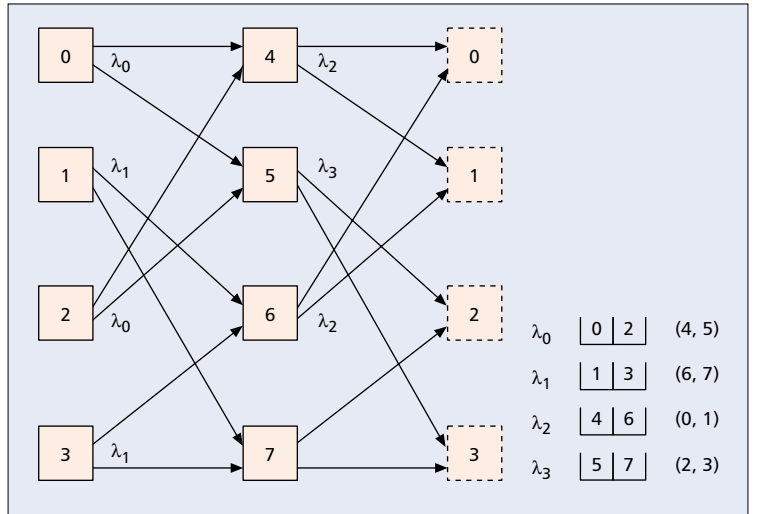 0 λ0 4 λ2 0
1 λ1 5 λ3 1
2 λ0 6 λ2 2
3 λ1 7 3
λ0 0 2 (4, 5)
λ1 1 3 (6, 7)
λ2 4 6 (0, 1)
λ3 5 7 (2, 3)